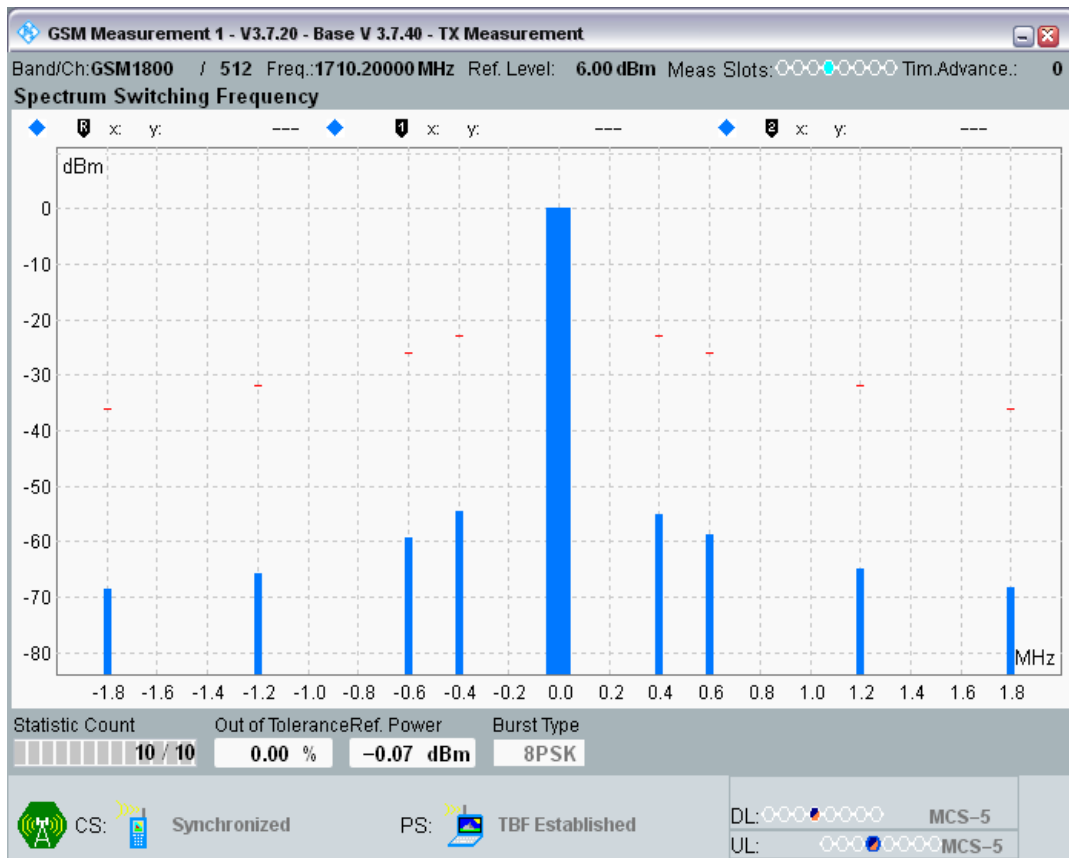 GSM Measurement 1 - V3.7.20 - Base V 3.7.40 - TX Measurement
Band/Ch:GSM1800 / 512 Freq.:1710.20000 MHz Ref. Level: 6.00 dBm Meas Slots: Tim.Advance.: 0
Spectrum Switching Frequency
R x: y: --- 1 x: y: --- 2 x: y: ---
dBm
0
-10
-20
-30
-40
-50
-60
-70
-80
MHz
-1.8 -1.6 -1.4 -1.2 -1.0 -0.8 -0.6 -0.4 -0.2 0.0 0.2 0.4 0.6 0.8 1.0 1.2 1.4 1.6 1.8
Statistic Count Out of Tolerance Ref. Power Burst Type
10 / 10 0.00 % −0.07 dBm 8PSK
CS: Synchronized PS: TBF Established
DL: MCS−5
UL: MCS−5